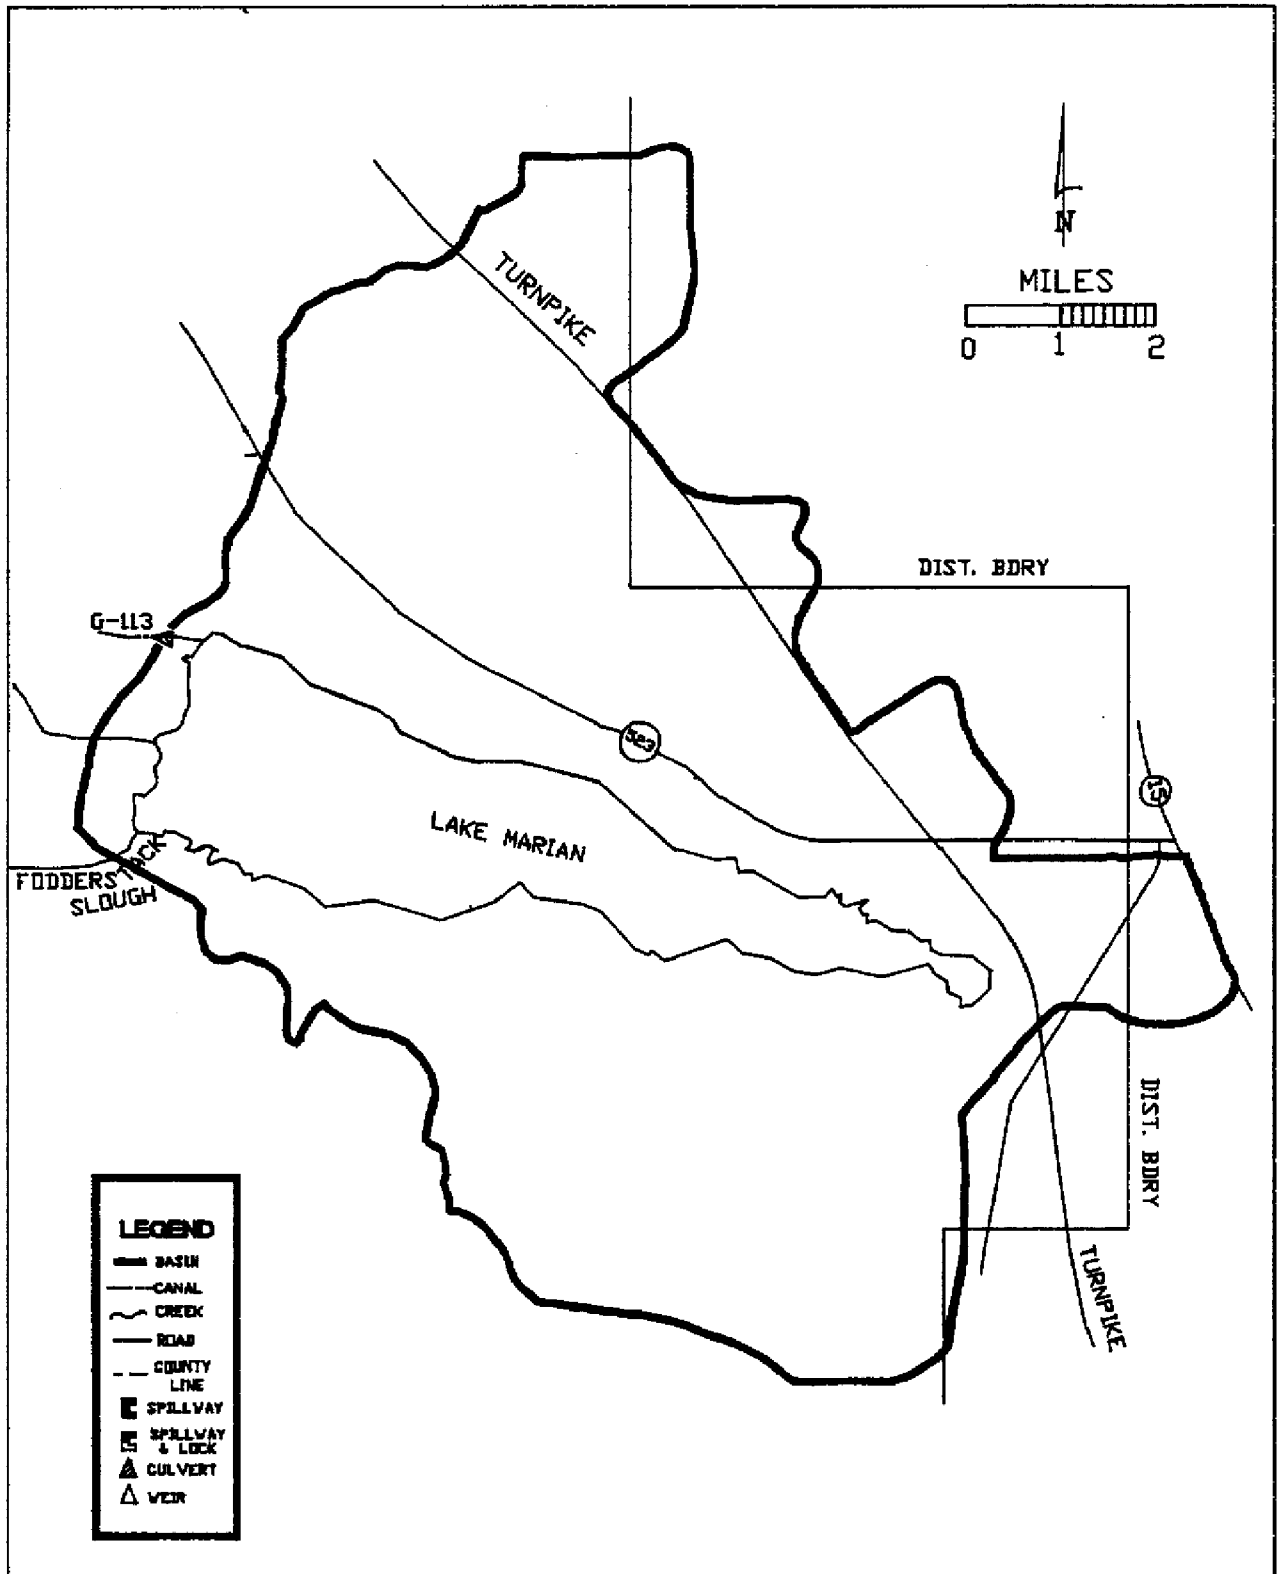 TURNPIKE
N
MILES
0 1 2
DIST. BDRY
G-113
523
15
LAKE MARIAN
FODDERSTACK
SLOUGH
DIST. BDRY
TURNPIKE
LEGEND
BASIN
CANAL
CREEK
ROAD
COUNTY
LINE
SPILLWAY
SPILLWAY
& LOCK
CULVERT
WEIR